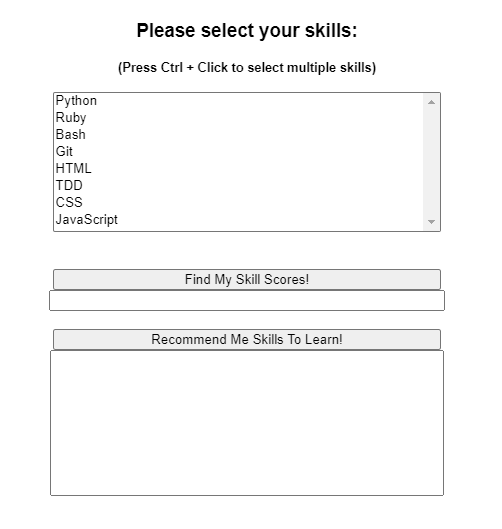 Please select your skills:
(Press Ctrl + Click to select multiple skills)
Python
Ruby
Bash
Git
HTML
TDD
CSS
JavaScript
Find My Skill Scores!
Recommend Me Skills To Learn!